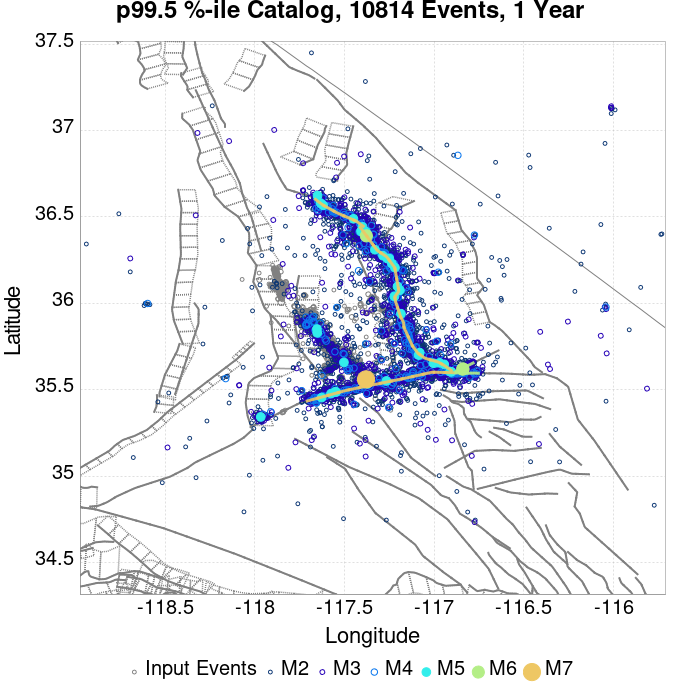 p99.5 %-ile Catalog, 10814 Events, 1 Year
37.5
37
36.5
36
35.5
35
34.5
Latitude
-118.5 -118 -117.5 -117 -116.5 -116
Longitude
Input Events M2 M3 M4 M5 M6 M7